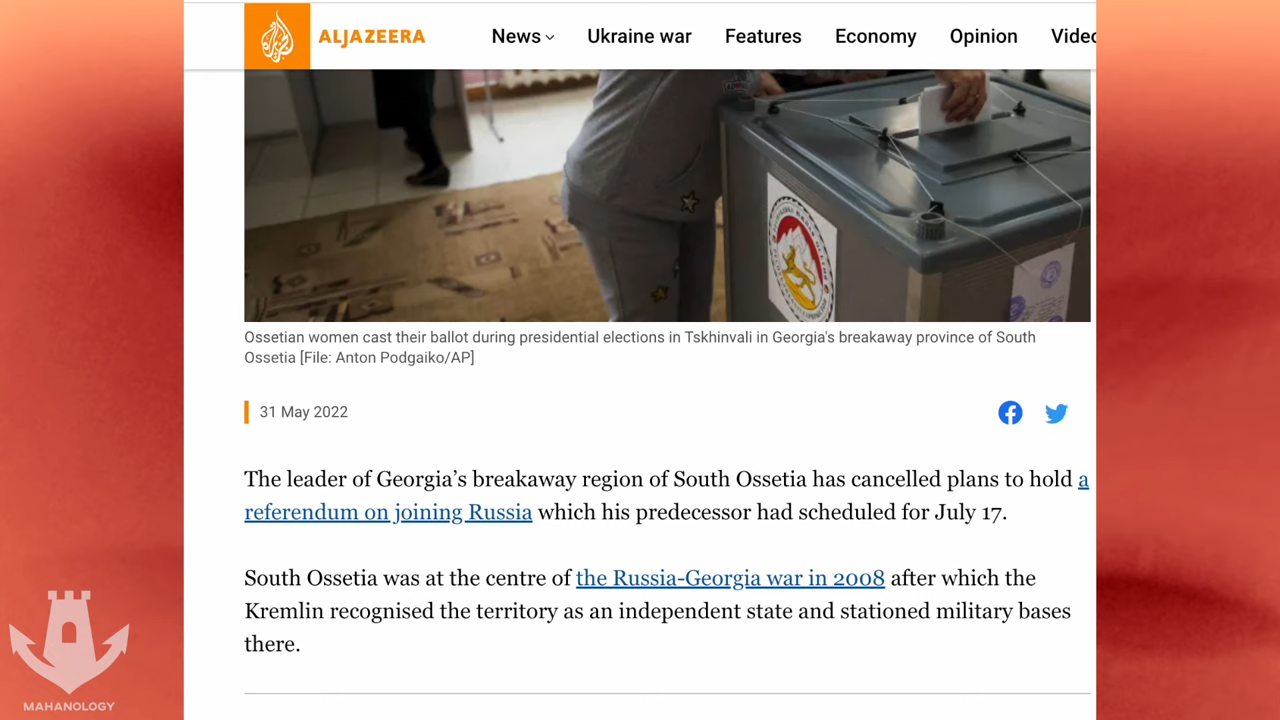 ALJAZEERA
News
Ukraine war
Features
Economy
Opinion
Videc
Ossetian women cast their ballot during presidential elections in Tskhinvali in Georgia's breakaway province of South
Ossetia [File: Anton Podgaiko/AP]
31 May 2022
The leader of Georgia’s breakaway region of South Ossetia has cancelled plans to hold a
referendum on joining Russia which his predecessor had scheduled for July 17.
South Ossetia was at the centre of the Russia-Georgia war in 2008 after which the
Kremlin recognised the territory as an independent state and stationed military bases
there.
MAHANOLOGY